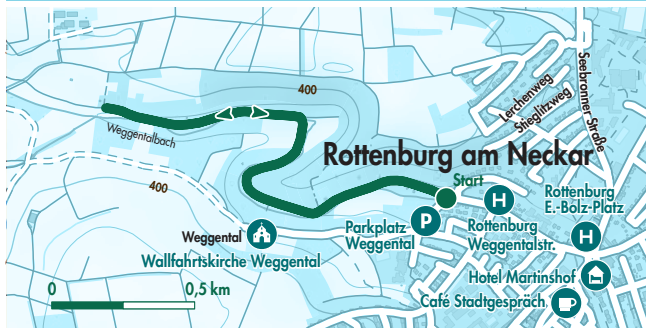 400
Lerchenweg
Stieglitzweg
Seebronner Straße
Weggentalbach
Rottenburg am Neckar
400
Start
Rottenburg
E.-Bolz-Platz
H
P
Parkplatz
Weggental
Rottenburg
Weggentalstr.
H
Weggental
Wallfahrtskirche Weggental
Hotel Martinshof
Café Stadtgespräch
0
0,5 km